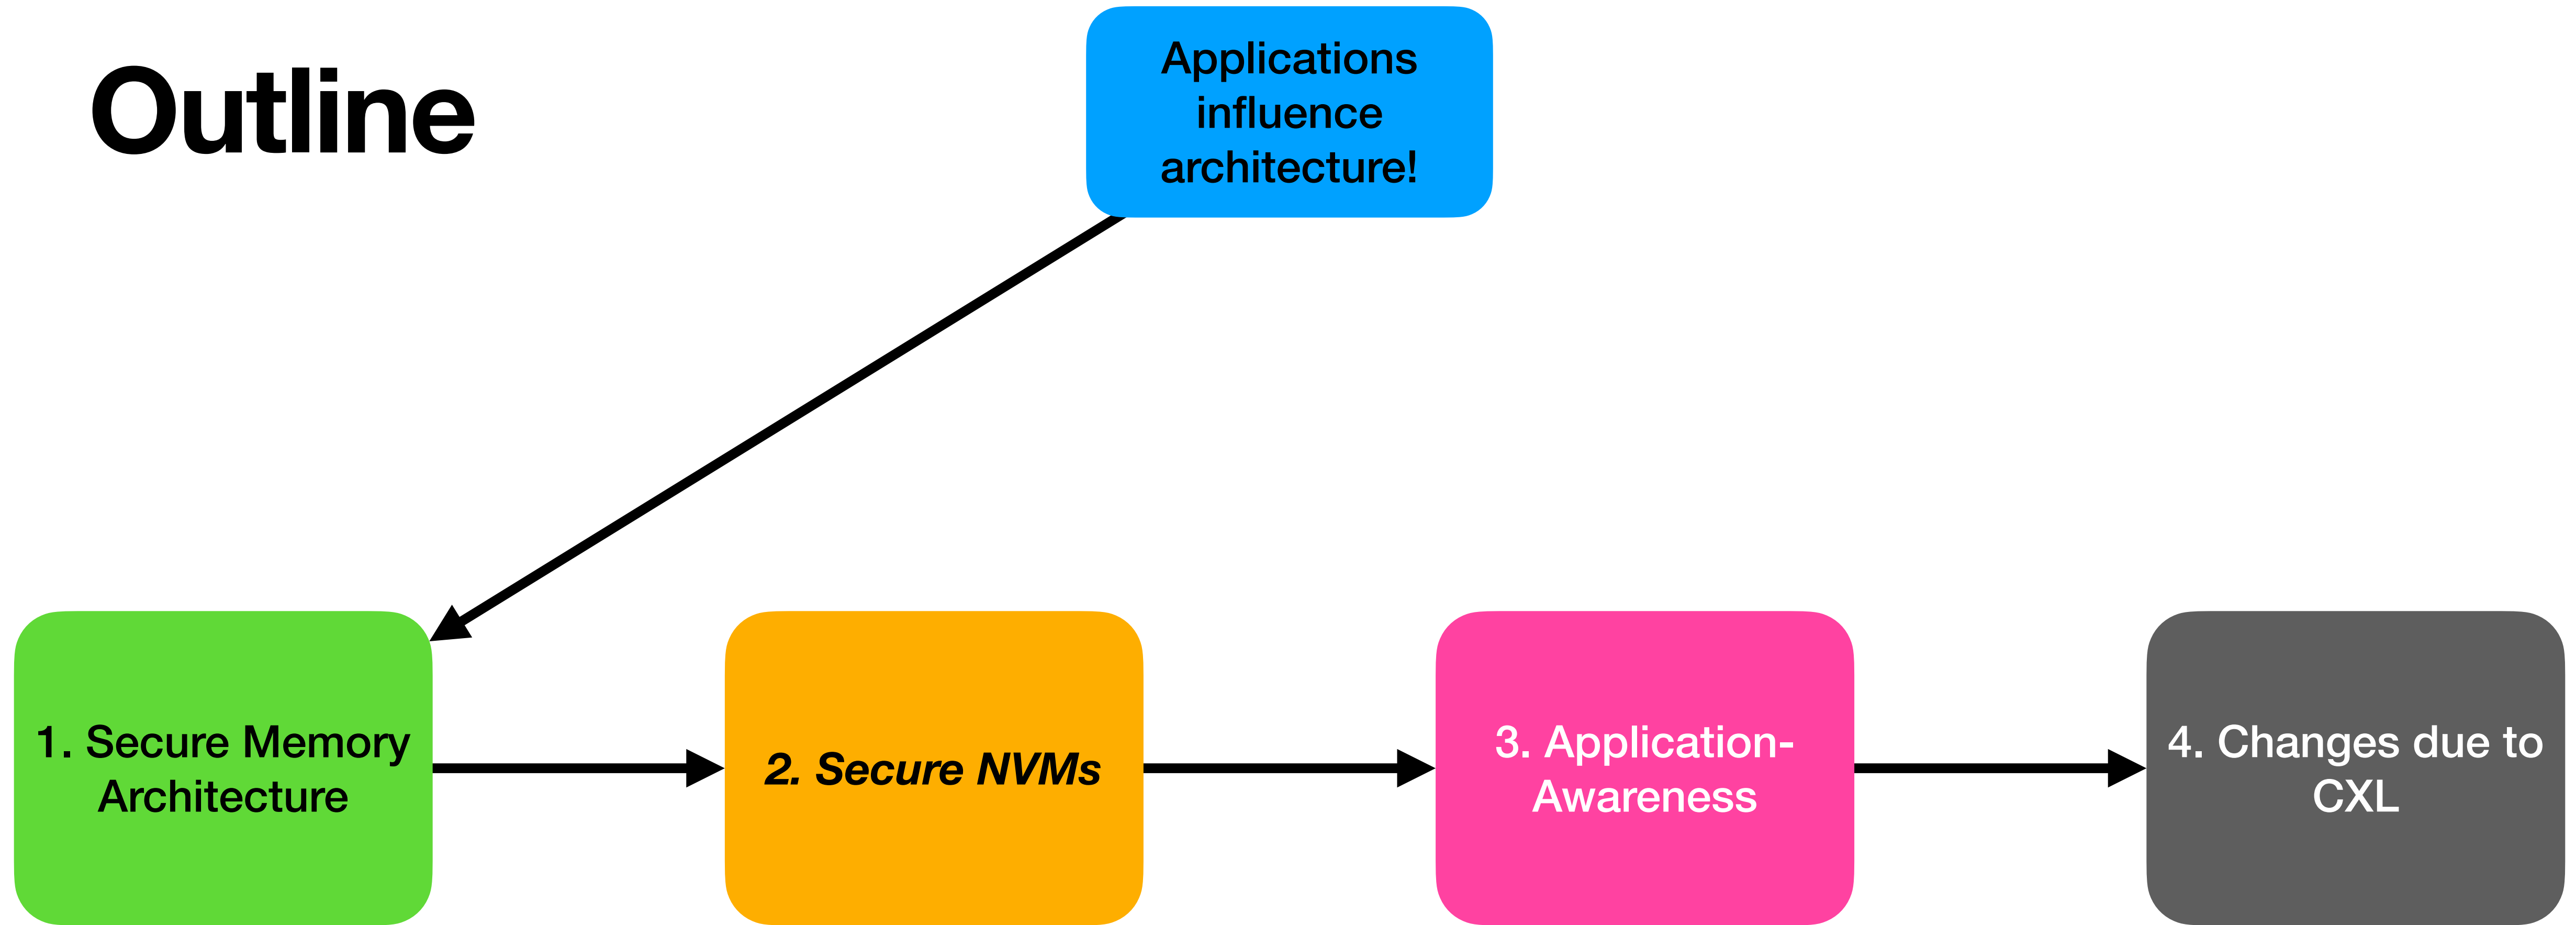 Outline
Applications
influence
architecture!
1. Secure Memory
Architecture
2. Secure NVMs
3. Application-
Awareness
4. Changes due to
CXL